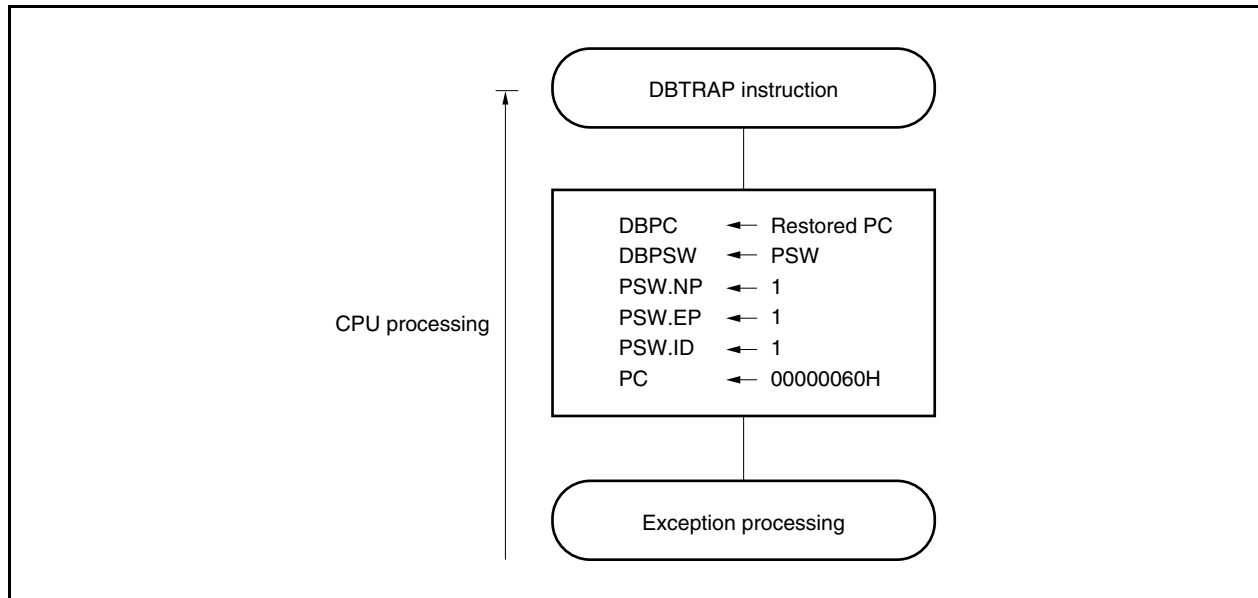 DBTRAP instruction
DBPC ← Restored PC
DBPSW ← PSW
PSW.NP ← 1
PSW.EP ← 1
PSW.ID ← 1
PC ← 00000060H
CPU processing
Exception processing